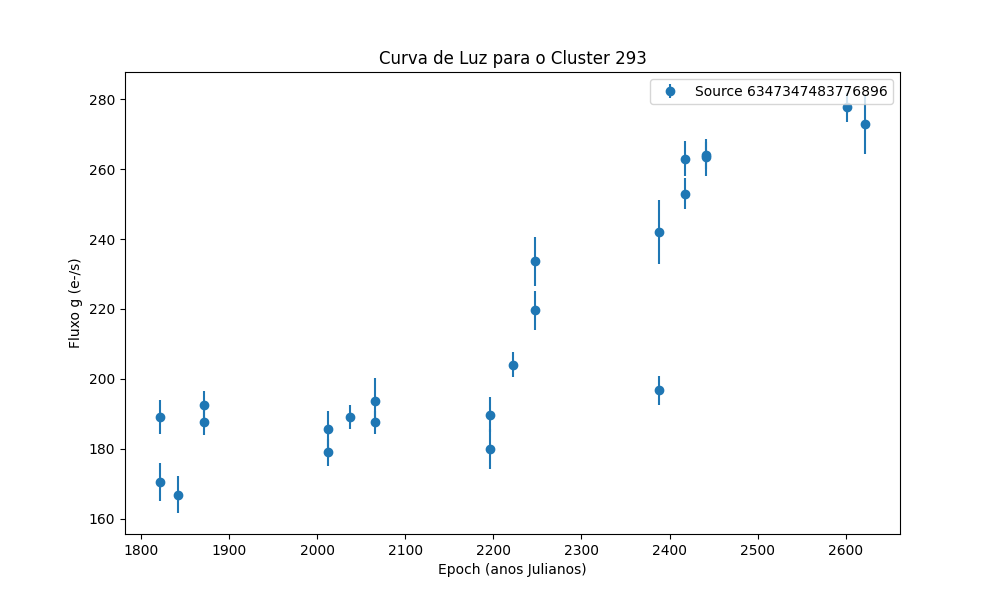 Curva de Luz para o Cluster 293
Source 6347347483776896
280
260
240
220
200
180
160
Fluxo g (e-/s)
1800 1900 2000 2100 2200 2300 2400 2500 2600
Epoch (anos Julianos)